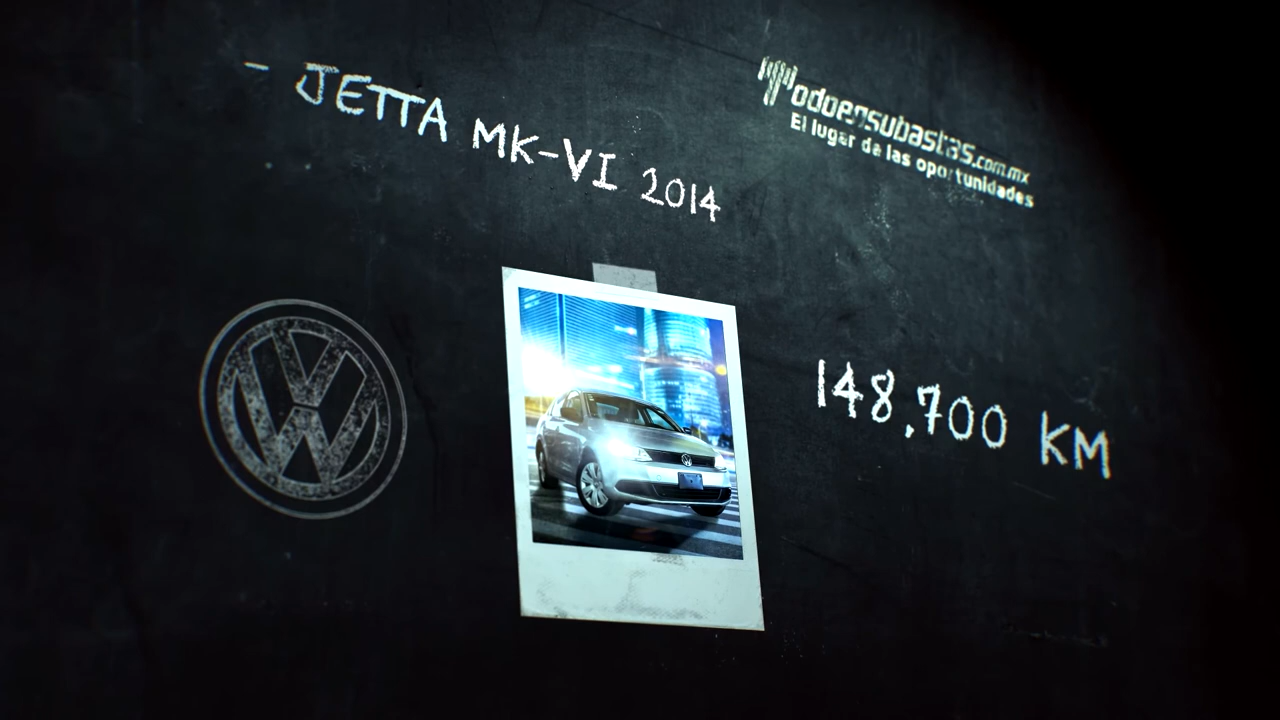 - JETTA MK-VI 2014
Todoensubastas.com.mx
El lugar de las oportunidades
148,700 KM